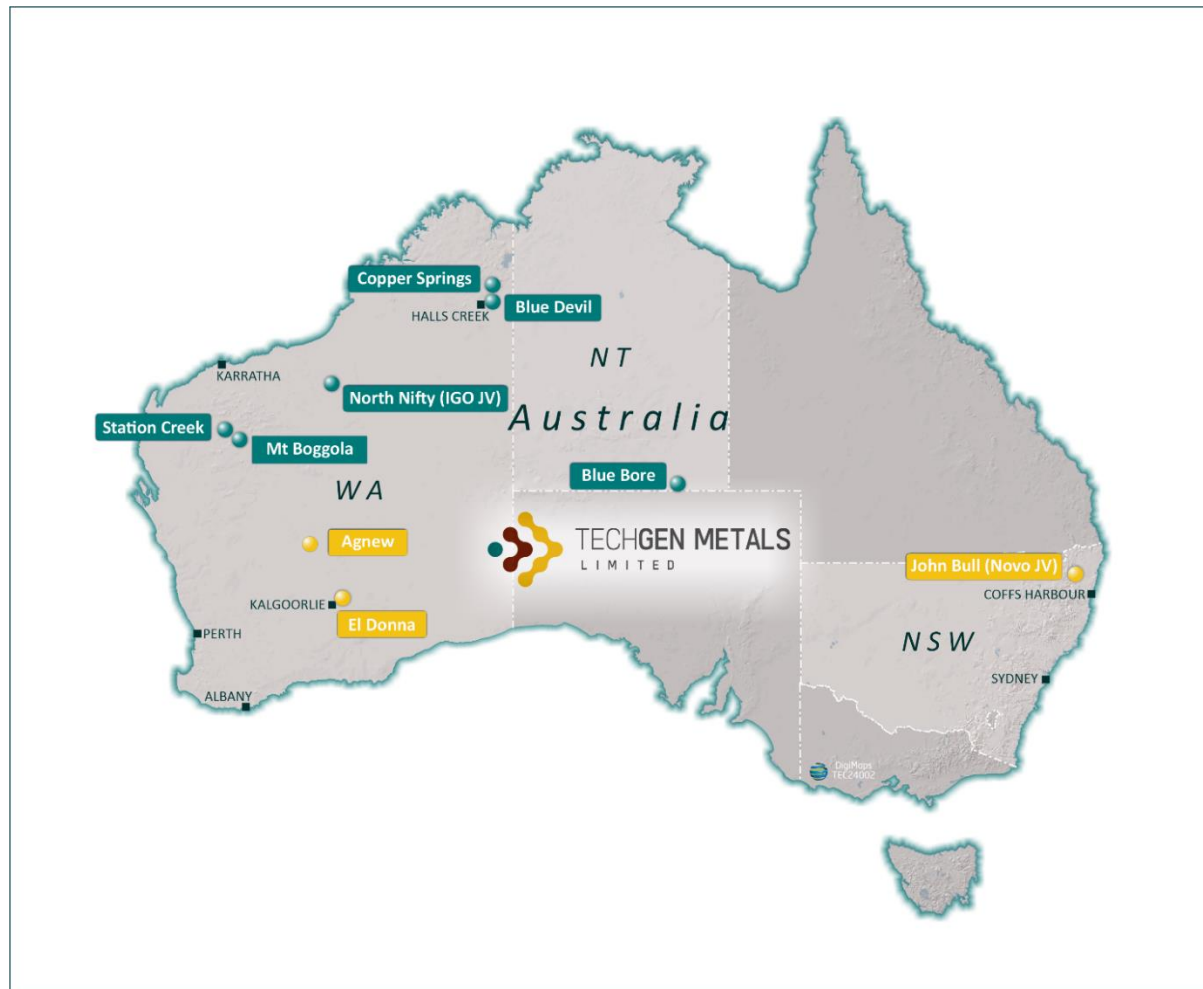 Copper Springs
Blue Devil
HALLS CREEK
NT
KARRATHA
North Nifty (IGO JV)
Australia
Station Creek
Mt Boggola
Blue Bore
WA
TECHGEN METALS
LIMITED
Agnew
John Bull (Novo JV)
COFFS HARBOUR
KALGOORLIE
El Donna
PERTH
NSW
SYDNEY
ALBANY
DigiMaps
TEC24002